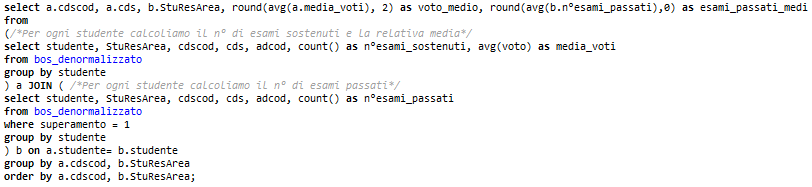 select a.cdscod, a.cds, b.StuResArea, round(avg(a.media_voti), 2) as voto_medio, round(avg(b.n°esami_passati),0) as esami_passati_medi
from
(/*Per ogni studente calcoliamo il n° di esami sostenuti e la relativa media*/
select studente, StuResArea, cdscod, cds, adcod, count() as n°esami_sostenuti, avg(voto) as media_voti
from bos_denormalizzato
group by studente
) a JOIN ( /*Per ogni studente calcoliamo il n° di esami passati*/
select studente, StuResArea, cdscod, cds, adcod, count() as n°esami_passati
from bos_denormalizzato
where superamento = 1
group by studente
) b on a.studente= b.studente
group by a.cdscod, b.StuResArea
order by a.cdscod, b.StuResArea;